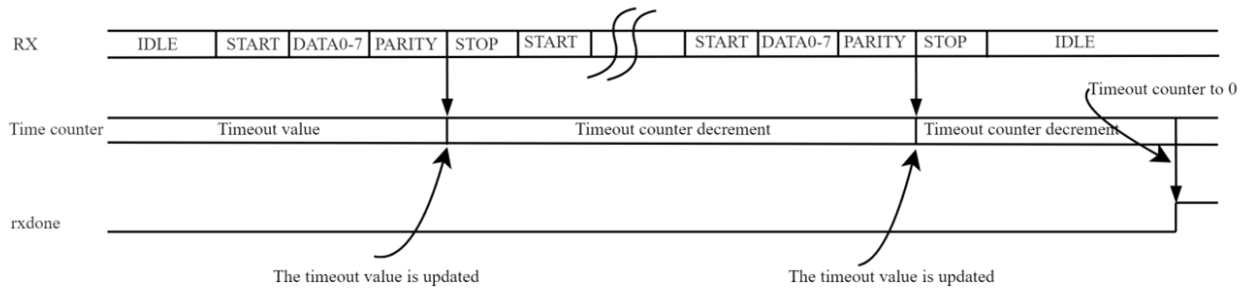 RX IDLE START DATA0-7 PARITY STOP START START DATA0-7 PARITY STOP IDLE
Timeout counter to 0
Time counter Timeout value Timeout counter decrement Timeout counter decrement
rxdone
The timeout value is updated The timeout value is updated